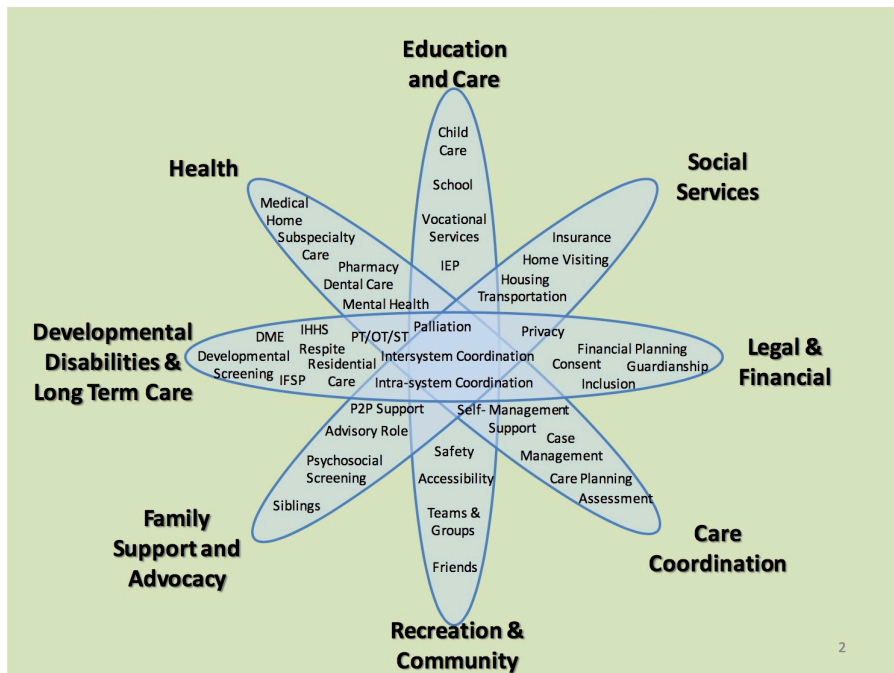 Education
and Care
Child
Care
School
Vocational
Services
IEP
Health
Medical
Home
Subspecialty
Care
Pharmacy
Dental Care
Mental Health
Social
Services
Insurance
Home Visiting
Housing
Transportation
Developmental
Disabilities &
Long Term Care
DME
IHHS
PT/OT/ST
Developmental
Respite
Screening
Residential
IFSP
Care
Palliation
Intersystem Coordination
Intra-system Coordination
Privacy
Financial Planning
Consent
Guardianship
Inclusion
Legal &
Financial
P2P Support
Advisory Role
Psychosocial
Screening
Siblings
Family
Support and
Advocacy
Self- Management
Support
Case
Management
Care Planning
Assessment
Care
Coordination
Safety
Accessibility
Teams &
Groups
Friends
Recreation &
Community
2